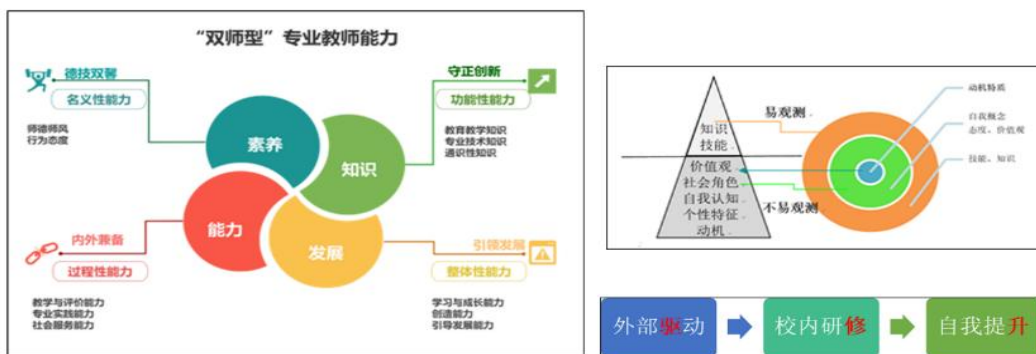 “双师型”专业教师能力
德技双馨
名义性能力
师德师风
行为态度
守正创新
功能性能力
教育教学知识
专业技术知识
通识性知识
素养
知识
能力
发展
内外兼备
过程性能力
教学与评价能力
专业实践能力
社会服务能力
引领发展
整体性能力
学习与成长能力
创造能力
引导发展能力
知识
技能
价值观
社会角色
自我认知
个性特征
动机
易观测
不易观测
动机特质
自我概念
态度、价值观
技能、知识
外部驱动
校内研修
自我提升